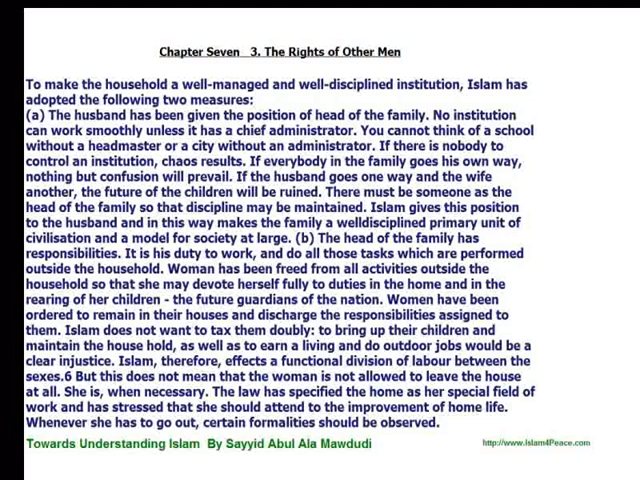 Chapter Seven   3. The Rights of Other Men
To make the household a well-managed and well-disciplined institution, Islam has
adopted the following two measures:
(a) The husband has been given the position of head of the family. No institution
can work smoothly unless it has a chief administrator. You cannot think of a school
without a headmaster or a city without an administrator. If there is nobody to
control an institution, chaos results. If everybody in the family goes his own way,
nothing but confusion will prevail. If the husband goes one way and the wife
another, the future of the children will be ruined. There must be someone as the
head of the family so that discipline may be maintained. Islam gives this position
to the husband and in this way makes the family a welldisciplined primary unit of
civilisation and a model for society at large. (b) The head of the family has
responsibilities. It is his duty to work, and do all those tasks which are performed
outside the household. Woman has been freed from all activities outside the
household so that she may devote herself fully to duties in the home and in the
rearing of her children - the future guardians of the nation. Women have been
ordered to remain in their houses and discharge the responsibilities assigned to
them. Islam does not want to tax them doubly: to bring up their children and
maintain the house hold, as well as to earn a living and do outdoor jobs would be a
clear injustice. Islam, therefore, effects a functional division of labour between the
sexes.6 But this does not mean that the woman is not allowed to leave the house
at all. She is, when necessary. The law has specified the home as her special field of
work and has stressed that she should attend to the improvement of home life.
Whenever she has to go out, certain formalities should be observed.
Towards Understanding Islam  By Sayyid Abul Ala Mawdudi
http://www.Islam4Peace.com